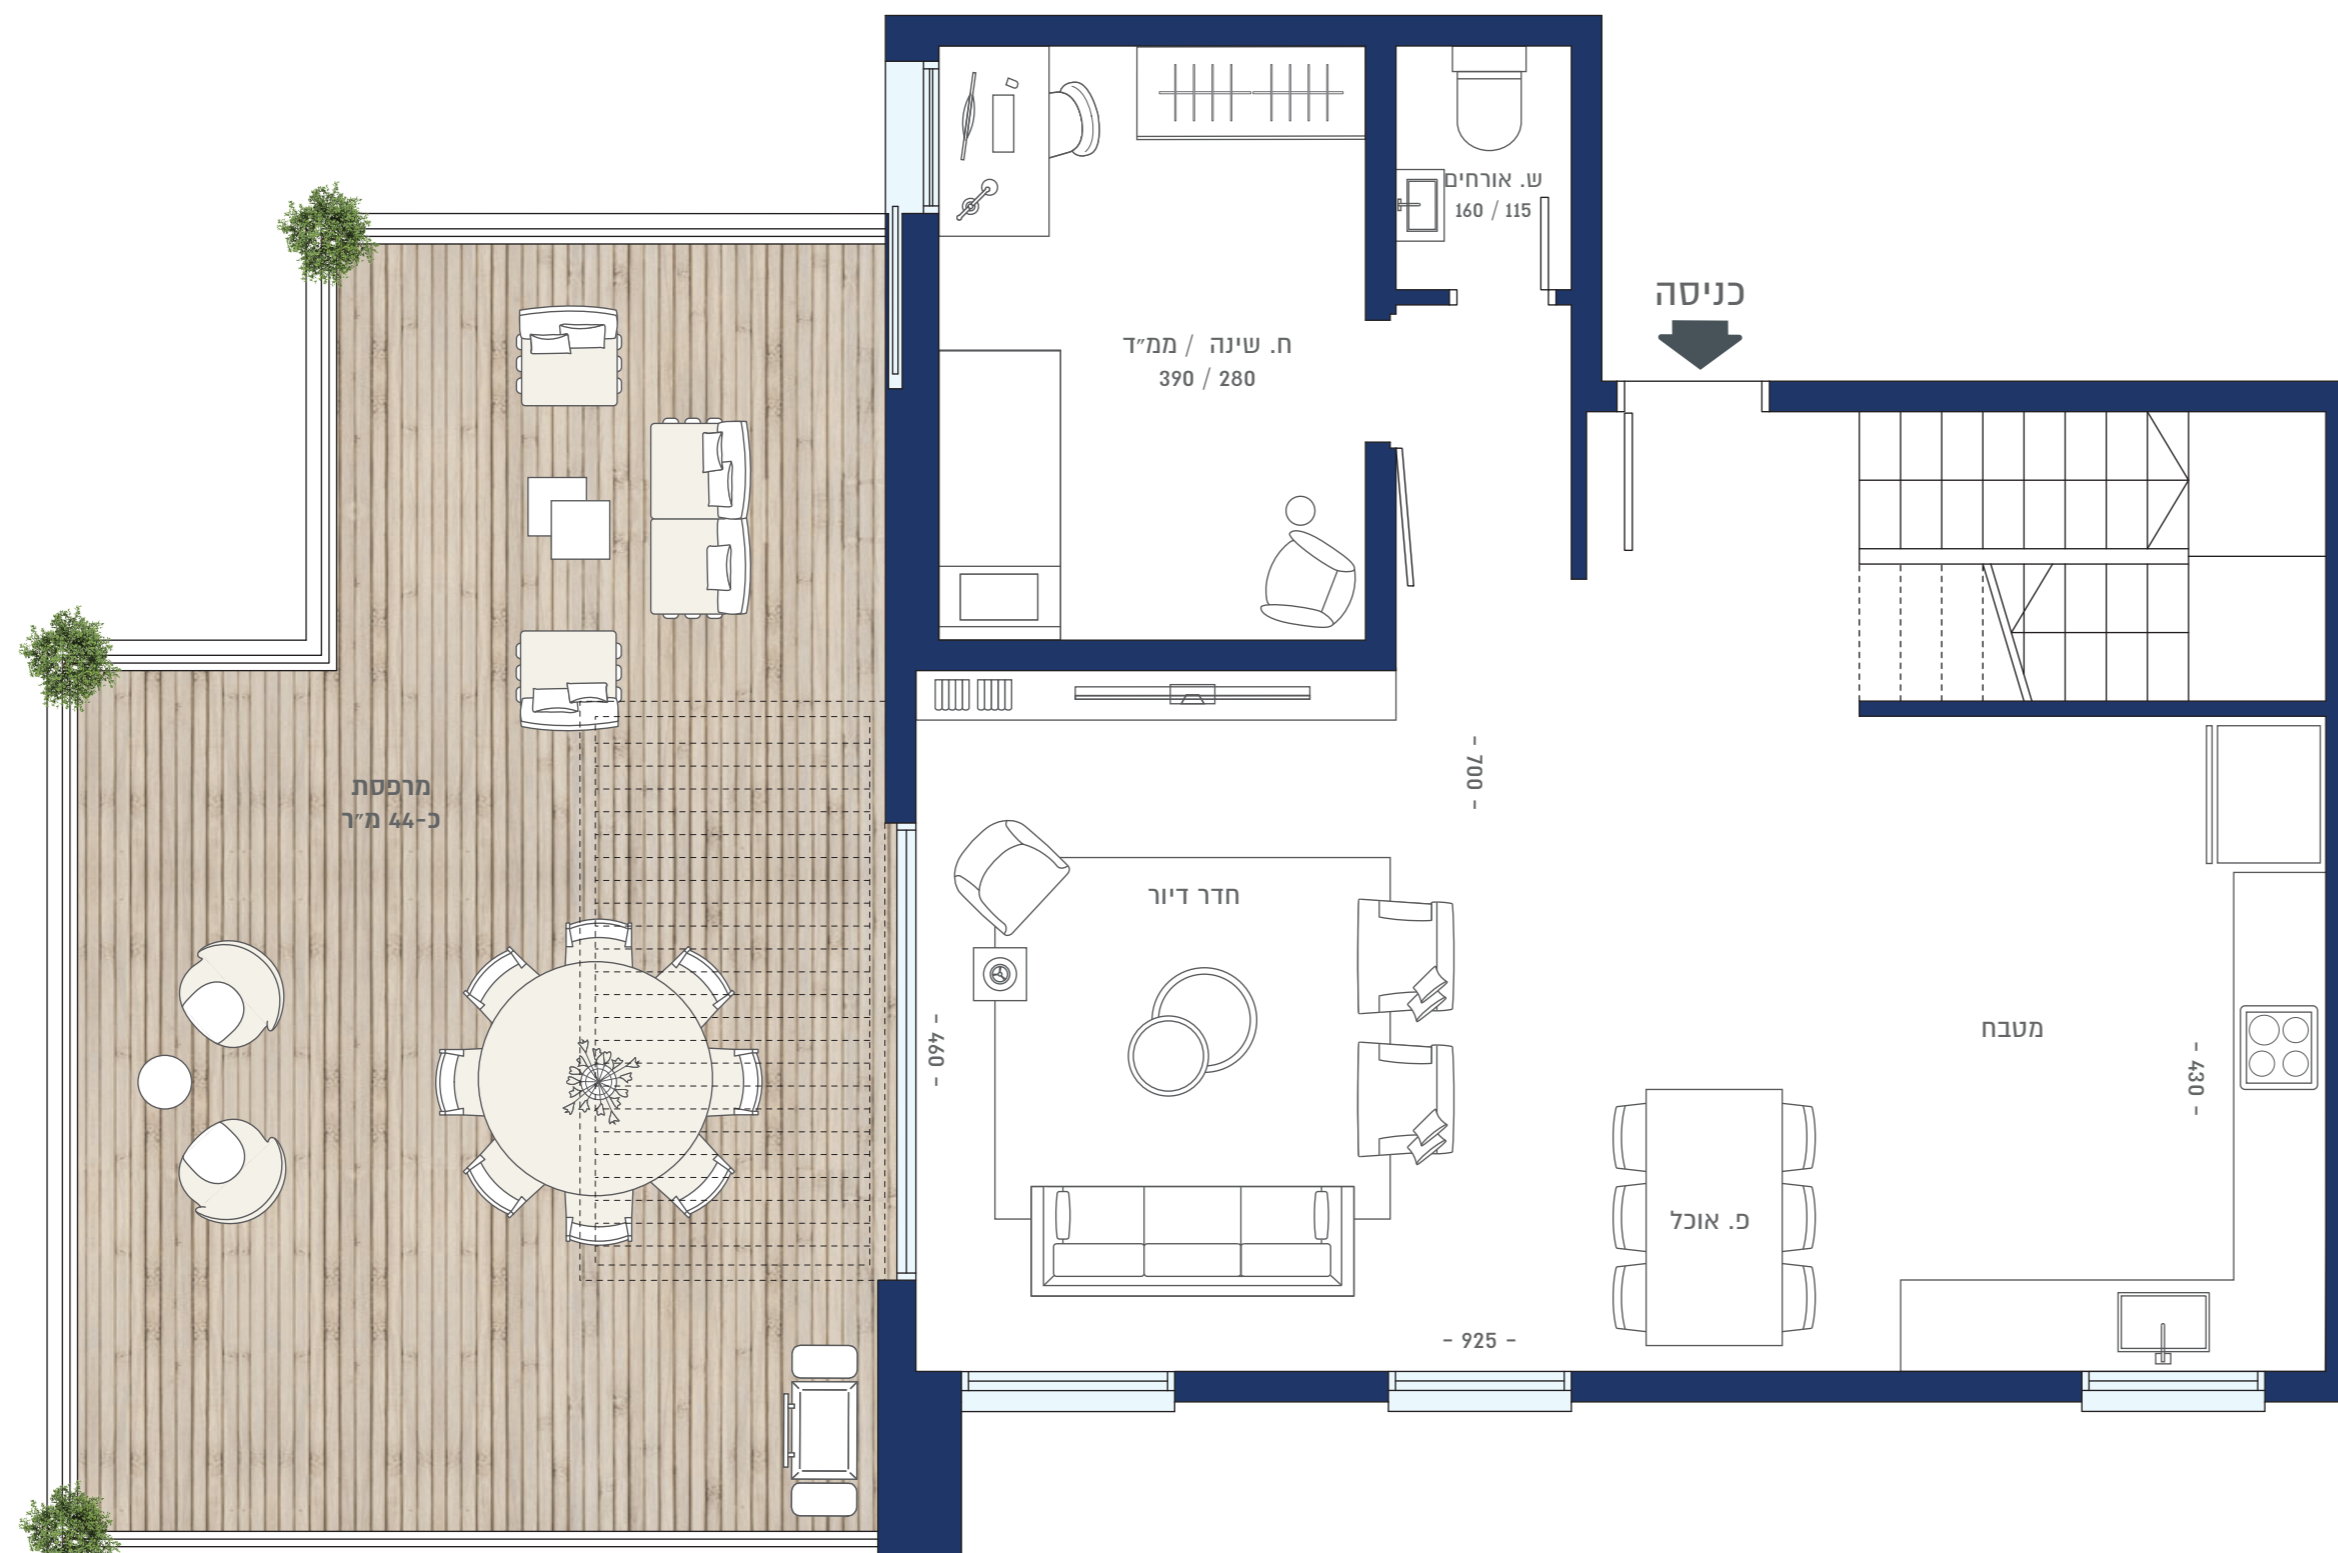 ש. אורחים
160 / 115
כניסה
ח. שינה / ממ״ד
390 / 280
- 700 -
מרפסת
כ-44 מ״ר
חדר דיור
מטבח
- 460 -
- 430 -
פ. אוכל
- 925 -